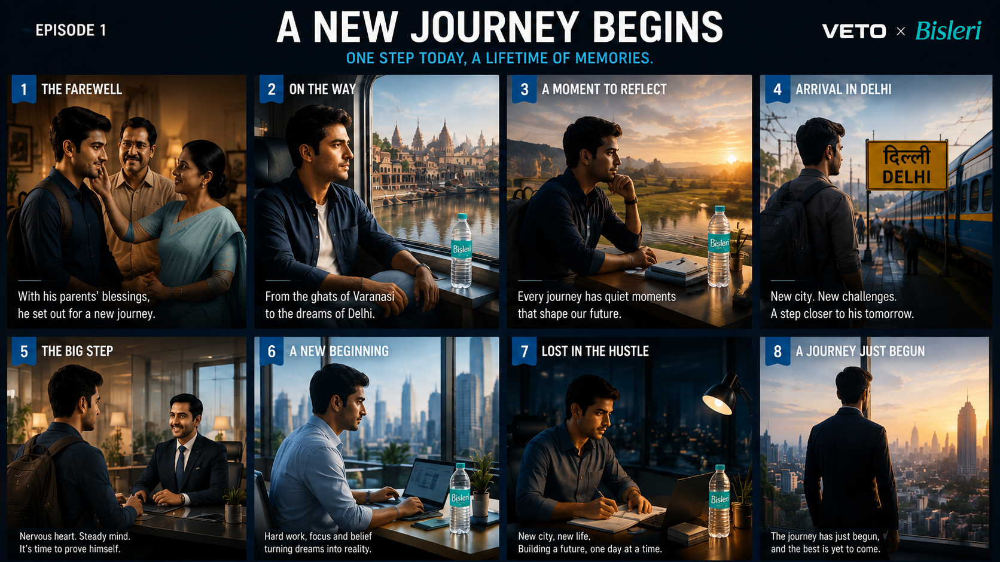 EPISODE 1
A NEW JOURNEY BEGINS
ONE STEP TODAY, A LIFETIME OF MEMORIES.
VETO × Bisleri
1 THE FAREWELL
With his parents' blessings,
he set out for a new journey.
2 ON THE WAY
Bisleri
From the ghats of Varanasi
to the dreams of Delhi.
3 A MOMENT TO REFLECT
Bisleri
Every journey has quiet moments
that shape our future.
4 ARRIVAL IN DELHI
दिल्ली
DELHI
New city. New challenges.
A step closer to his tomorrow.
5 THE BIG STEP
Nervous heart. Steady mind.
It's time to prove himself.
6 A NEW BEGINNING
Bisleri
Hard work, focus and belief
turning dreams into reality.
7 LOST IN THE HUSTLE
Bisleri
New city, new life,
Building a future, one day at a time.
8 A JOURNEY JUST BEGUN
The journey has just begun,
and the best is yet to come.